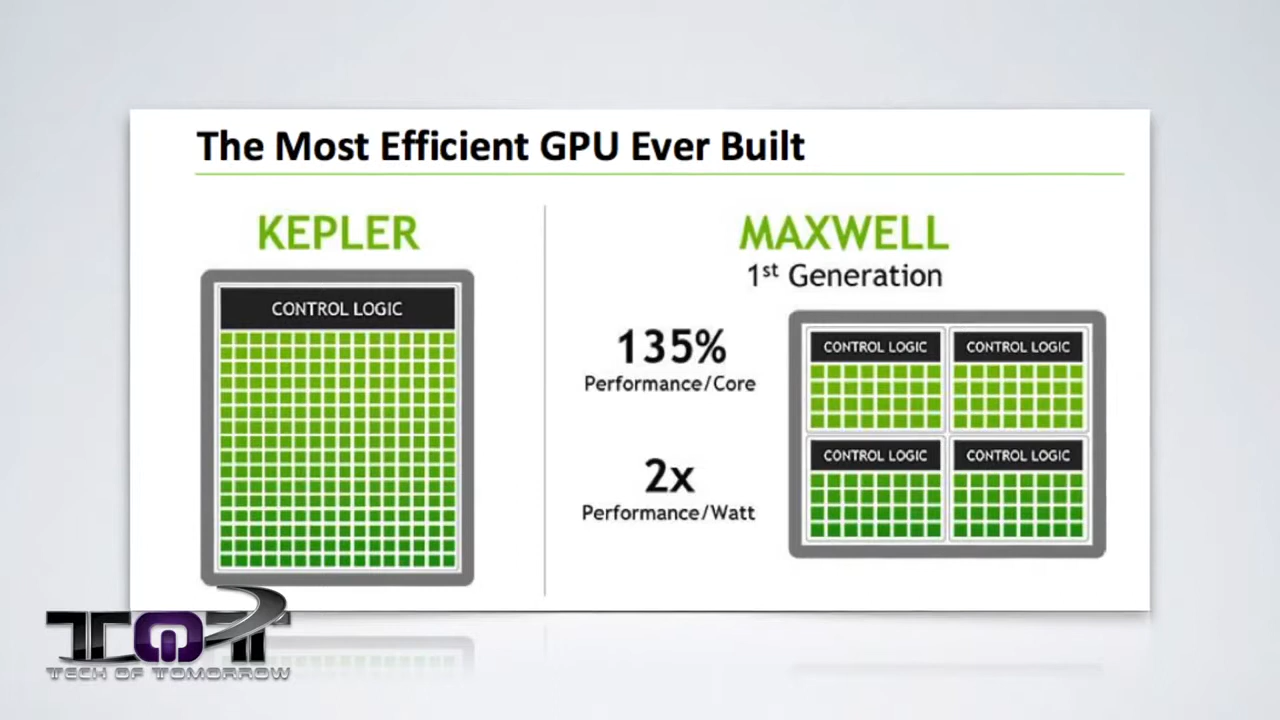 The Most Efficient GPU Ever Built
KEPLER
CONTROL LOGIC
MAXWELL
1st Generation
135%
Performance/Core
2x
Performance/Watt
CONTROL LOGIC CONTROL LOGIC
CONTROL LOGIC CONTROL LOGIC
TOT
TECH OF TOMORROW